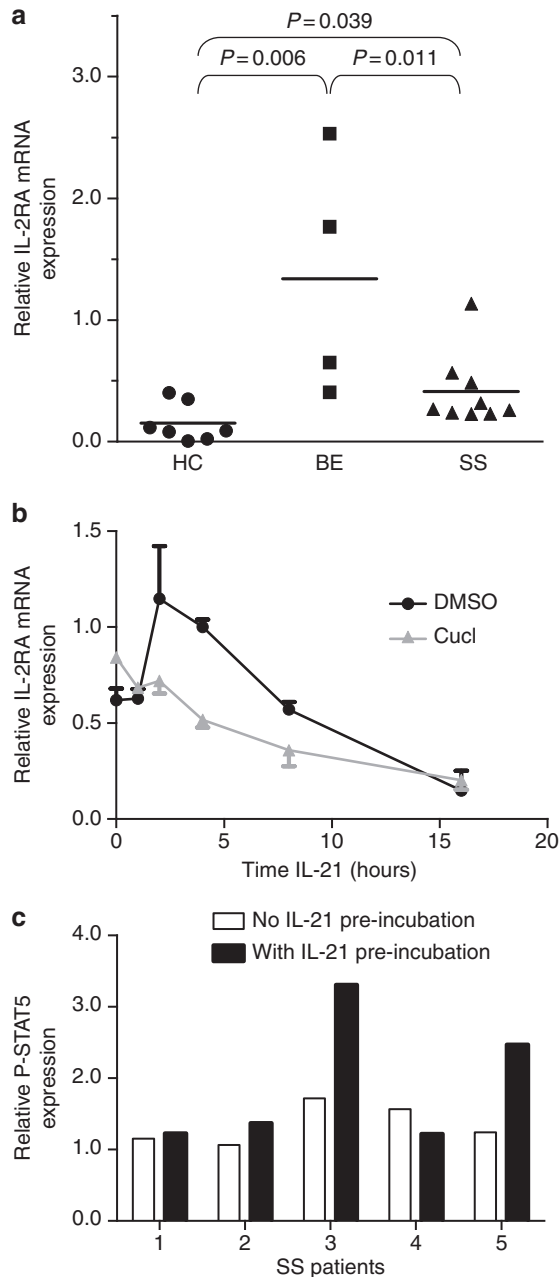 a
P = 0.039
P = 0.006
P = 0.011
Relative IL-2RA mRNA
expression
3.0
2.0
1.0
0.0
HC
BE
SS
b
Relative IL-2RA mRNA
expression
1.5
1.0
0.5
0.0
DMSO
Cucl
0
5
10
15
20
Time IL-21 (hours)
c
No IL-21 pre-incubation
With IL-21 pre-incubation
Relative P-STAT5
expression
4.0
3.0
2.0
1.0
0.0
1
2
3
4
5
SS patients